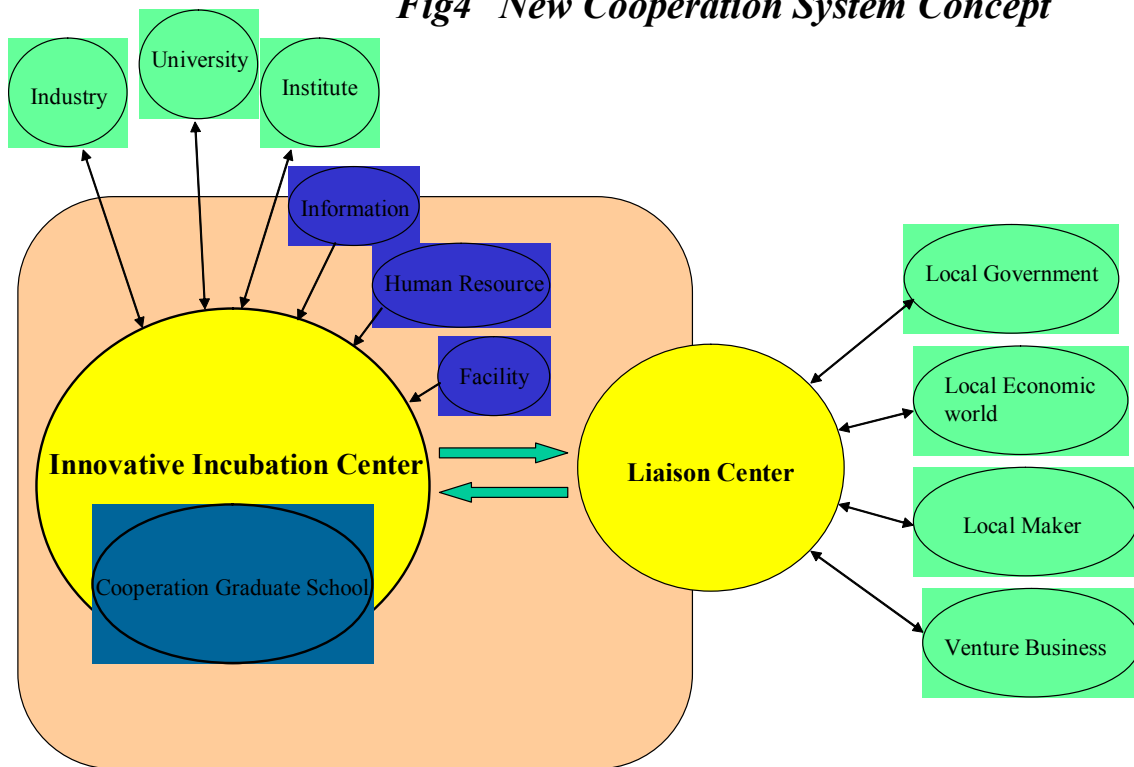 Fig4 New Cooperation System Concept
University
Industry
Institute
Information
Human Resource
Facility
Local Government
Local Economic
world
Innovative Incubation Center
Liaison Center
Local Maker
Cooperation Graduate School
Venture Business